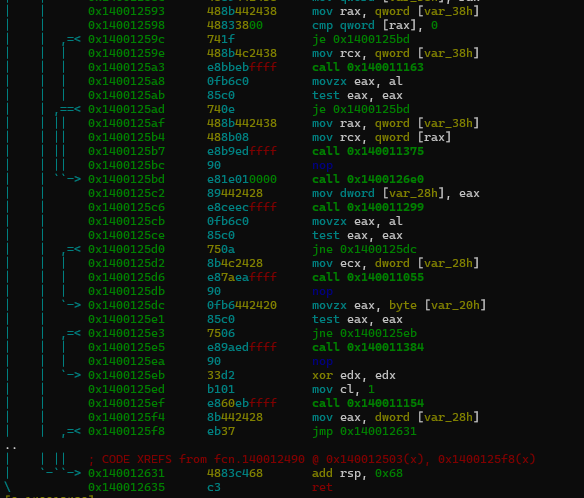 0x140012593 488b442438 mov rax, qword [var_38h]
0x140012598 48833800 cmp qword [rax], 0
,=< 0x14001259c 741f je 0x1400125bd
0x14001259e 488b4c2438 mov rcx, qword [var_38h]
0x1400125a3 e8bbebffff call 0x140011163
0x1400125a8 0fb6c0 movzx eax, al
0x1400125ab 85c0 test eax, eax
,==< 0x1400125ad 740e je 0x1400125bd
0x1400125af 488b442438 mov rax, qword [var_38h]
0x1400125b4 488b08 mov rcx, qword [rax]
0x1400125b7 e8b9edffff call 0x140011375
0x1400125bc 90 nop
``-> 0x1400125bd e81e010000 call 0x1400126e0
0x1400125c2 89442428 mov dword [var_28h], eax
0x1400125c6 e8ceecffff call 0x140011299
0x1400125cb 0fb6c0 movzx eax, al
0x1400125ce 85c0 test eax, eax
,=< 0x1400125d0 750a jne 0x1400125dc
0x1400125d2 8b4c2428 mov ecx, dword [var_28h]
0x1400125d6 e87aeaffff call 0x140011055
0x1400125db 90 nop
`-> 0x1400125dc 0fb6442420 movzx eax, byte [var_20h]
0x1400125e1 85c0 test eax, eax
,=< 0x1400125e3 7506 jne 0x1400125eb
0x1400125e5 e89aedffff call 0x140011384
0x1400125ea 90 nop
`-> 0x1400125eb 33d2 xor edx, edx
0x1400125ed b101 mov cl, 1
0x1400125ef e860ebffff call 0x140011154
0x1400125f4 8b442428 mov eax, dword [var_28h]
,=< 0x1400125f8 eb37 jmp 0x140012631
..
; CODE XREFS from fcn.140012490 @ 0x140012503(x), 0x1400125f8(x)
`-``-> 0x140012631 4883c468 add rsp, 0x68
\ 0x140012635 c3 ret